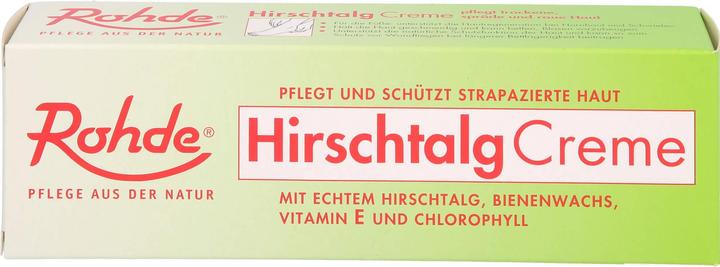 Rohde®
PFLEGE AUS DER NATUR
Hirschtalg Creme
pflegt trockene,
spröde und raue Haut
PFLEGT UND SCHÜTZT STRAPAZIERTE HAUT
Rohde®
PFLEGE AUS DER NATUR
Hirschtalg Creme
MIT ECHTEM HIRSCHTALG, BIENENWACHS,
VITAMIN E UND CHLOROPHYLL